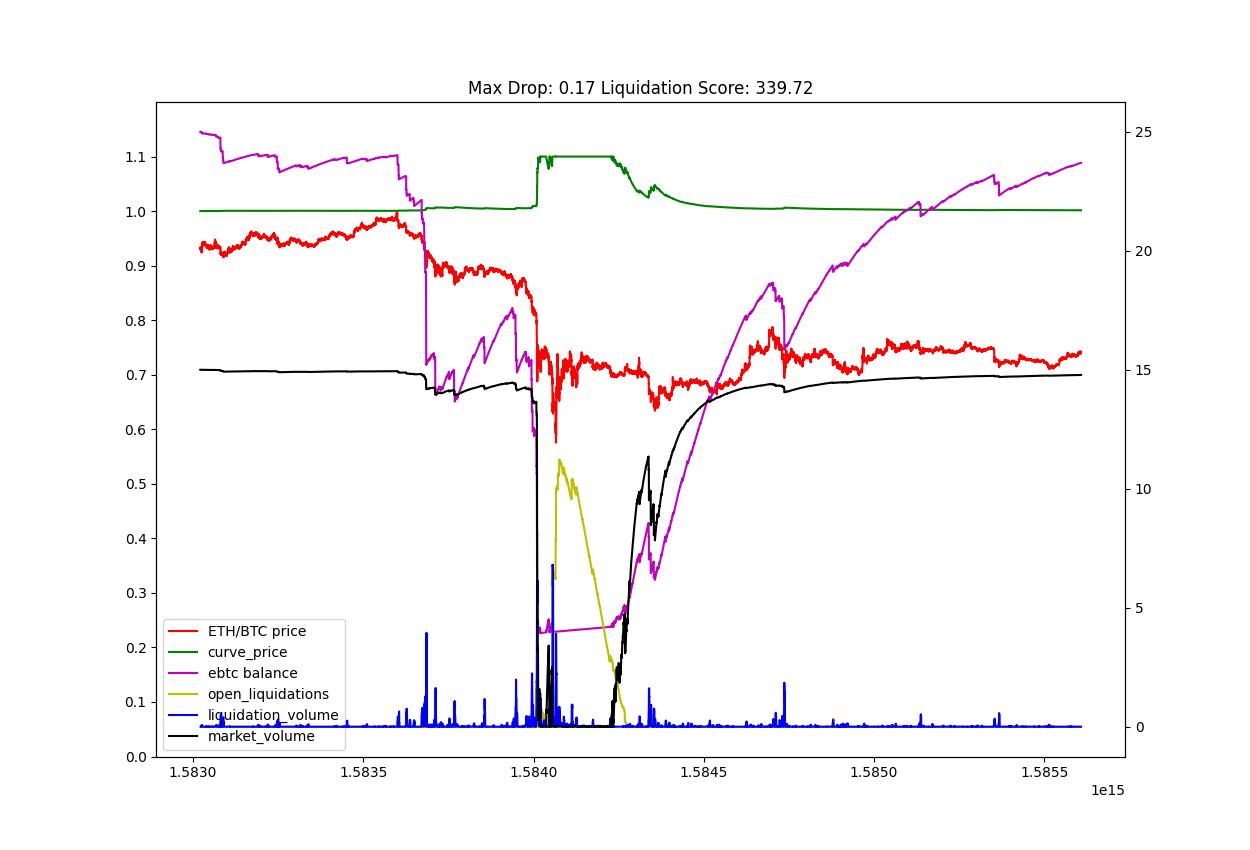 Max Drop: 0.17 Liquidation Score: 339.72
1.1
1.0
0.9
0.8
0.7
0.6
0.5
0.4
0.3
0.2
0.1
0.0
25
20
15
10
5
0
ETH/BTC price
curve_price
ebtc balance
open_liquidations
liquidation_volume
market_volume
1.5830 1.5835 1.5840 1.5845 1.5850 1.5855
1e15